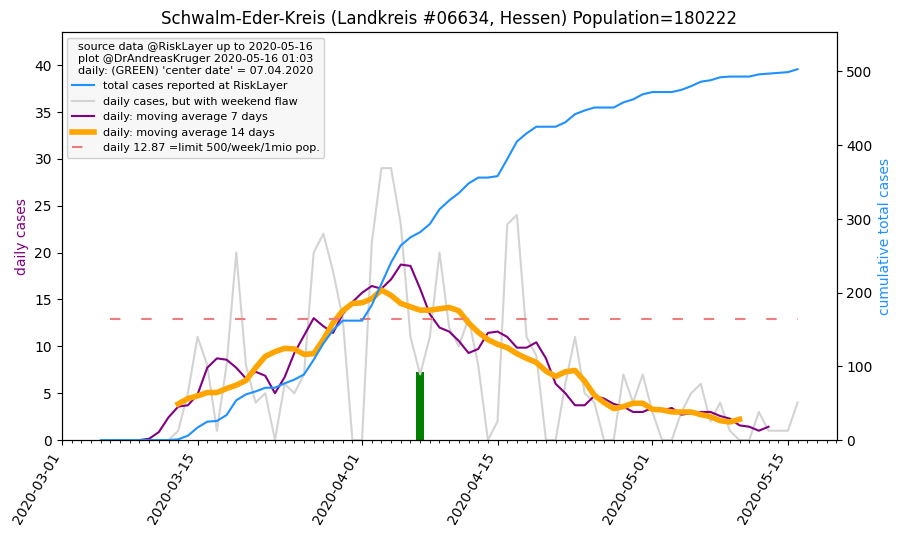 Schwalm-Eder-Kreis (Landkreis #06634, Hessen) Population=180222
source data @RiskLayer up to 2020-05-16
plot @DrAndreasKruger 2020-05-16 01:03
daily: (GREEN) 'center date' = 07.04.2020
total cases reported at RiskLayer
daily cases, but with weekend flaw
daily: moving average 7 days
daily: moving average 14 days
daily 12.87 =limit 500/week/1mio pop.
daily cases
40
35
30
25
20
15
10
5
0
500
400
300
200
100
0
cumulative total cases
2020-03-01
2020-03-15
2020-04-01
2020-04-15
2020-05-01
2020-05-15